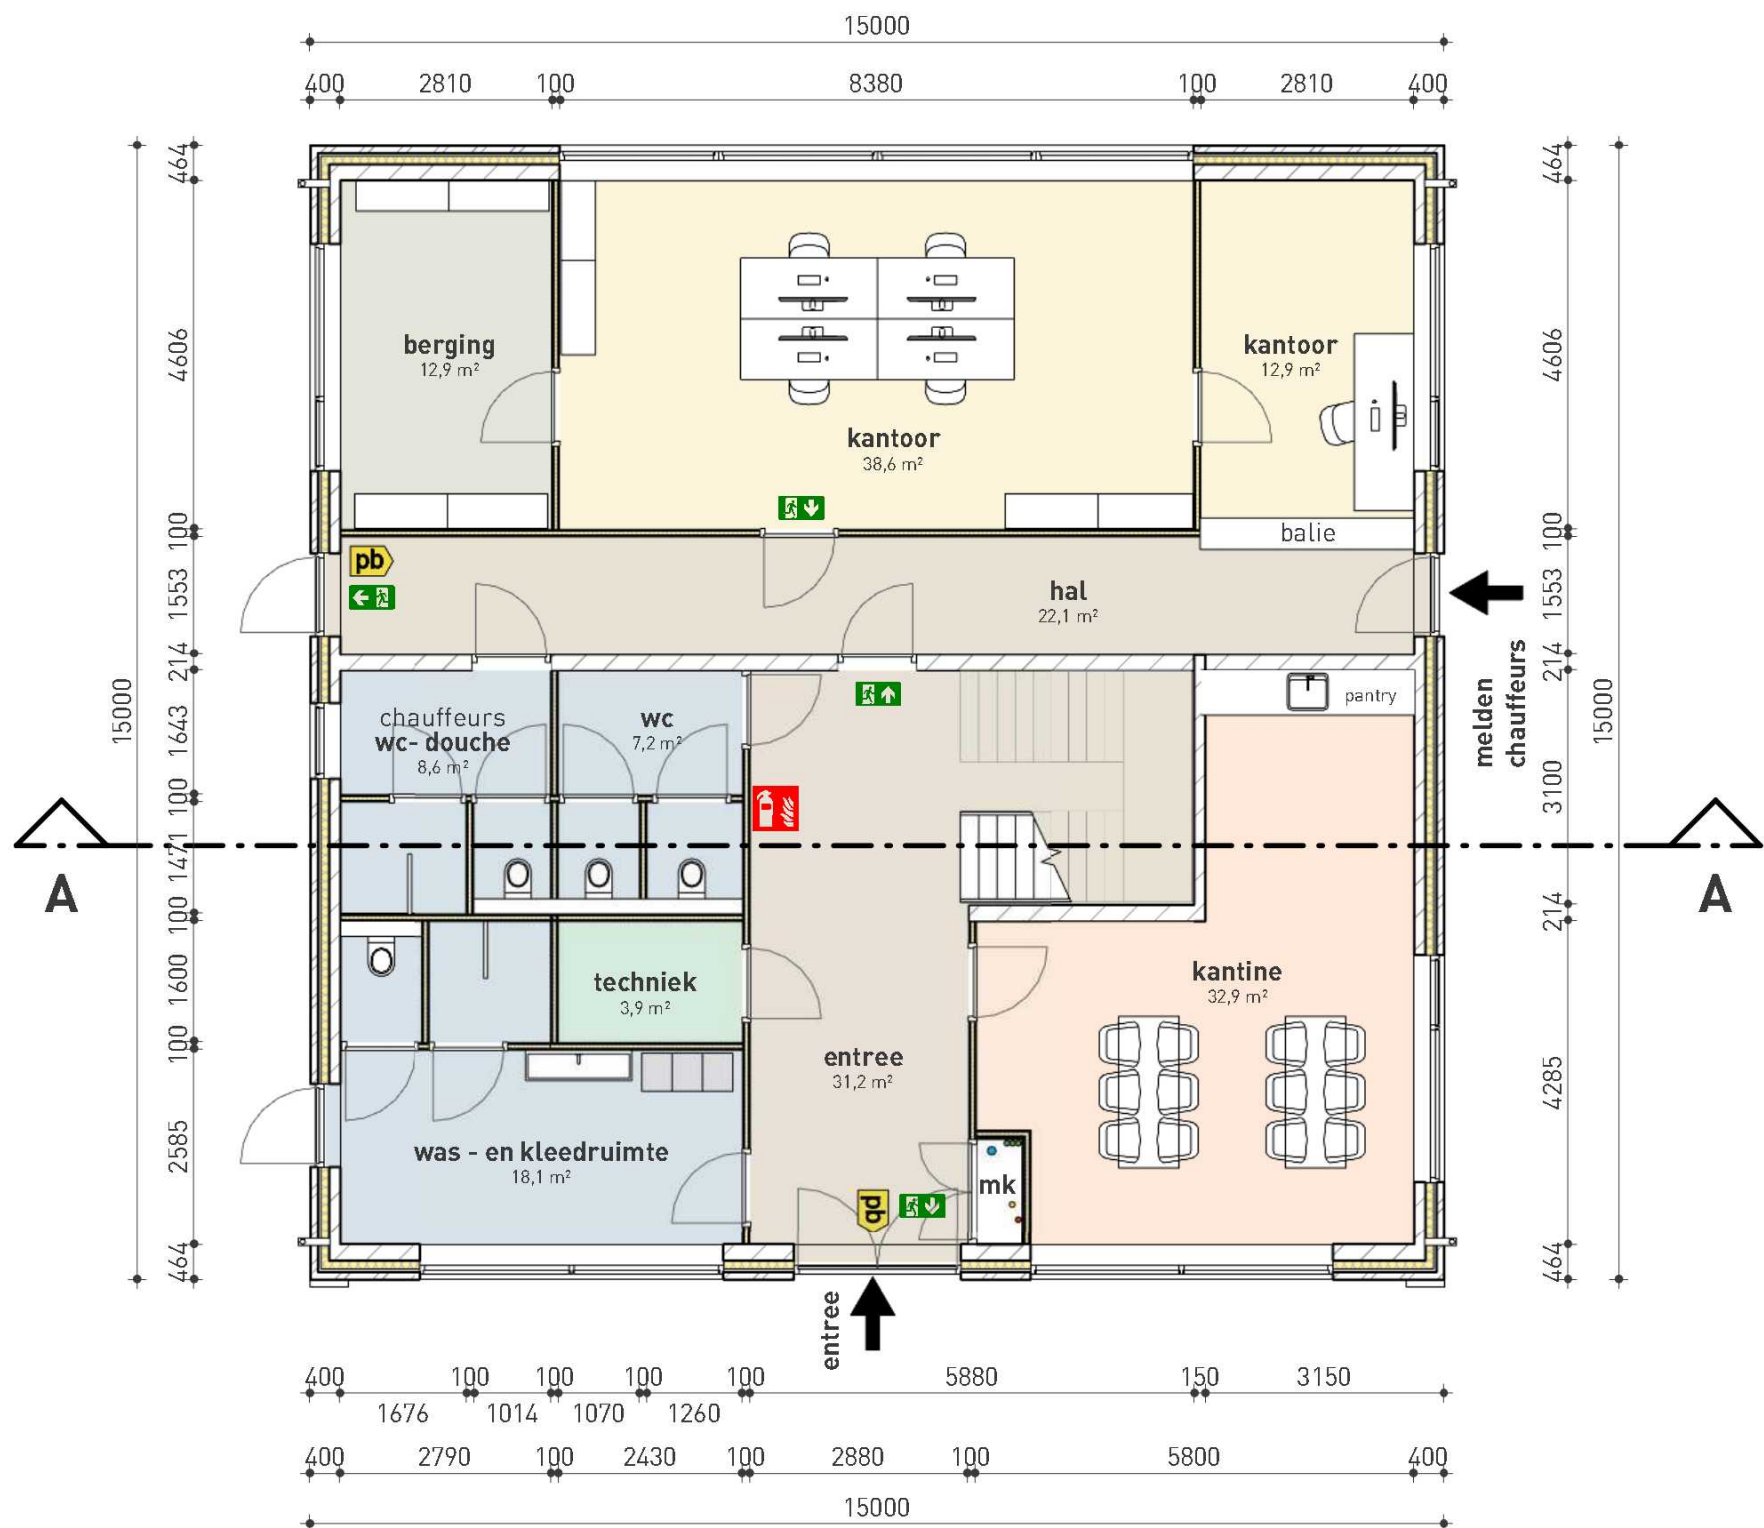 15000
400 2810 100 8380 100 2810 400
464
4606
100
1553
214
1643
100
1471
100
1600
100
2585
464
15000
berging
12,9 m²
kantoor
38,6 m²
kantoor
12,9 m²
balie
pb
hal
22,1 m²
chauffeurs
wc- douche
8,6 m²
wc
7,2 m²
pantry
melden
chauffeurs
A
A
techniek
3,9 m²
kantine
32,9 m²
entree
31,2 m²
was - en kleedruimte
18,1 m²
mk
pb
entree
464
4606
100
1553
214
3100
214
4285
464
15000
400 100 100 100 100 5880 150 3150
1676 1014 1070 1260
400 2790 100 2430 100 2880 100 5800 400
15000